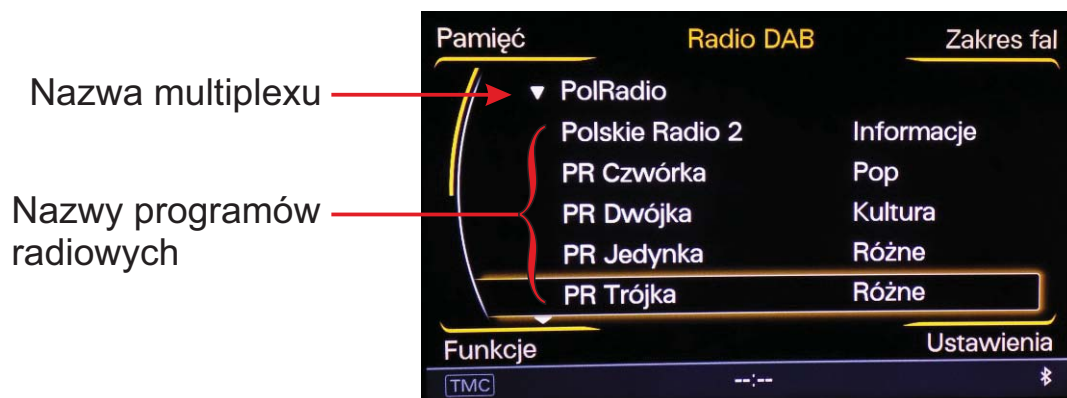 Pamięć Radio DAB Zakres fal
Nazwa multiplexu
PolRadio
Polskie Radio 2 Informacje
PR Czwórka Pop
Nazwy programów
radiowych
PR Dwójka Kultura
PR Jedynka Różne
PR Trójka Różne
Funkcje Ustawienia
TMC --:--